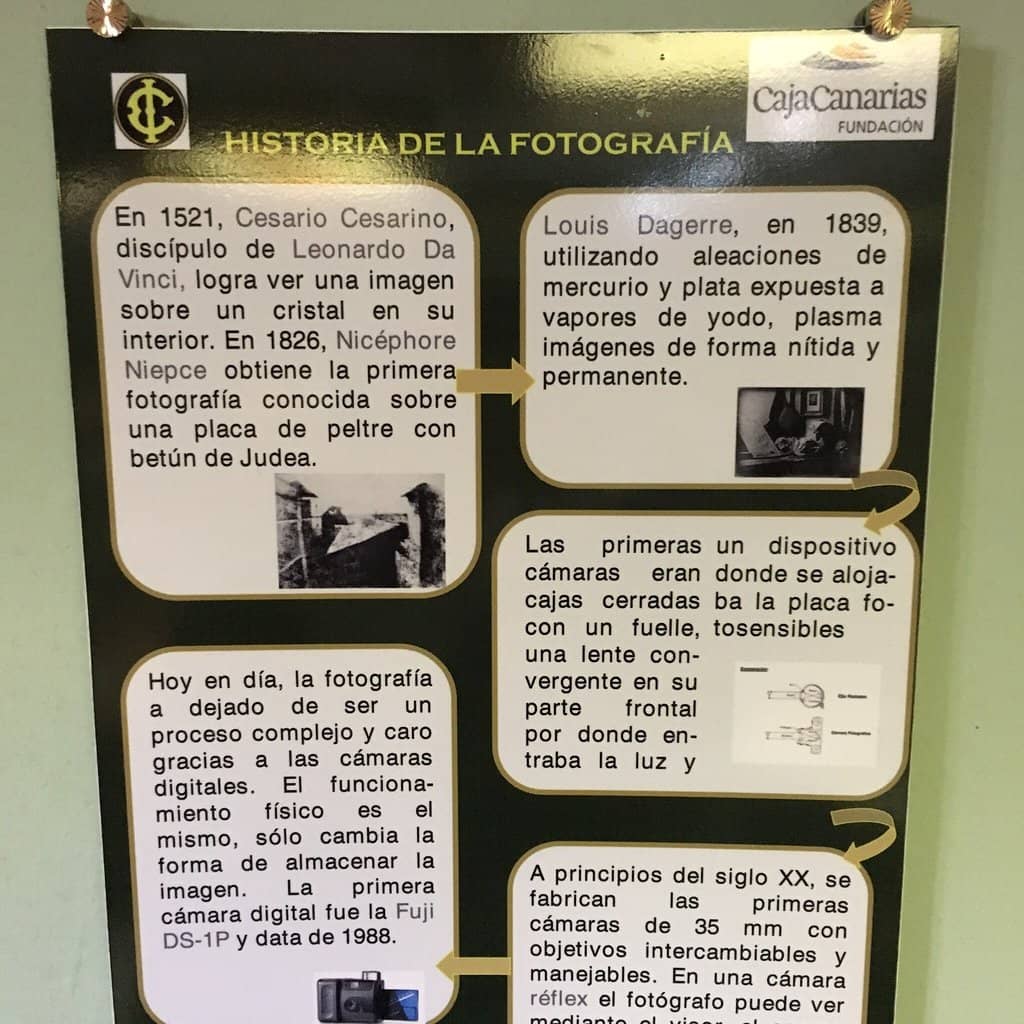 CajaCanarias
FUNDACIÓN
HISTORIA DE LA FOTOGRAFÍA
En 1521, Cesario Cesarino,
discípulo de Leonardo Da
Vinci, logra ver una imagen
sobre un cristal en su
interior. En 1826, Nicéphore
Niepce obtiene la primera
fotografía conocida sobre
una placa de peltre con
betún de Judea.
Louis Dagerre, en 1839,
utilizando aleaciones de
mercurio y plata expuesta a
vapores de yodo, plasma
imágenes de forma nítida y
permanente.
Las primeras
cámaras eran
cajas cerradas
con un fuelle,
una lente con-
vergente en su
parte frontal
por donde en-
traba la luz y
un dispositivo
donde se aloja-
ba la placa fo-
tosensibles
A principios del siglo XX, se
fabrican las primeras
cámaras de 35 mm con
objetivos intercambiables y
manejables. En una cámara
réflex el fotógrafo puede ver
mediante el visor, el
Hoy en día, la fotografía
a dejado de ser un
proceso complejo y caro
gracias a las cámaras
digitales. El funciona-
miento físico es el
mismo, sólo cambia la
forma de almacenar la
imagen. La primera
cámara digital fue la Fuji
DS-1P y data de 1988.